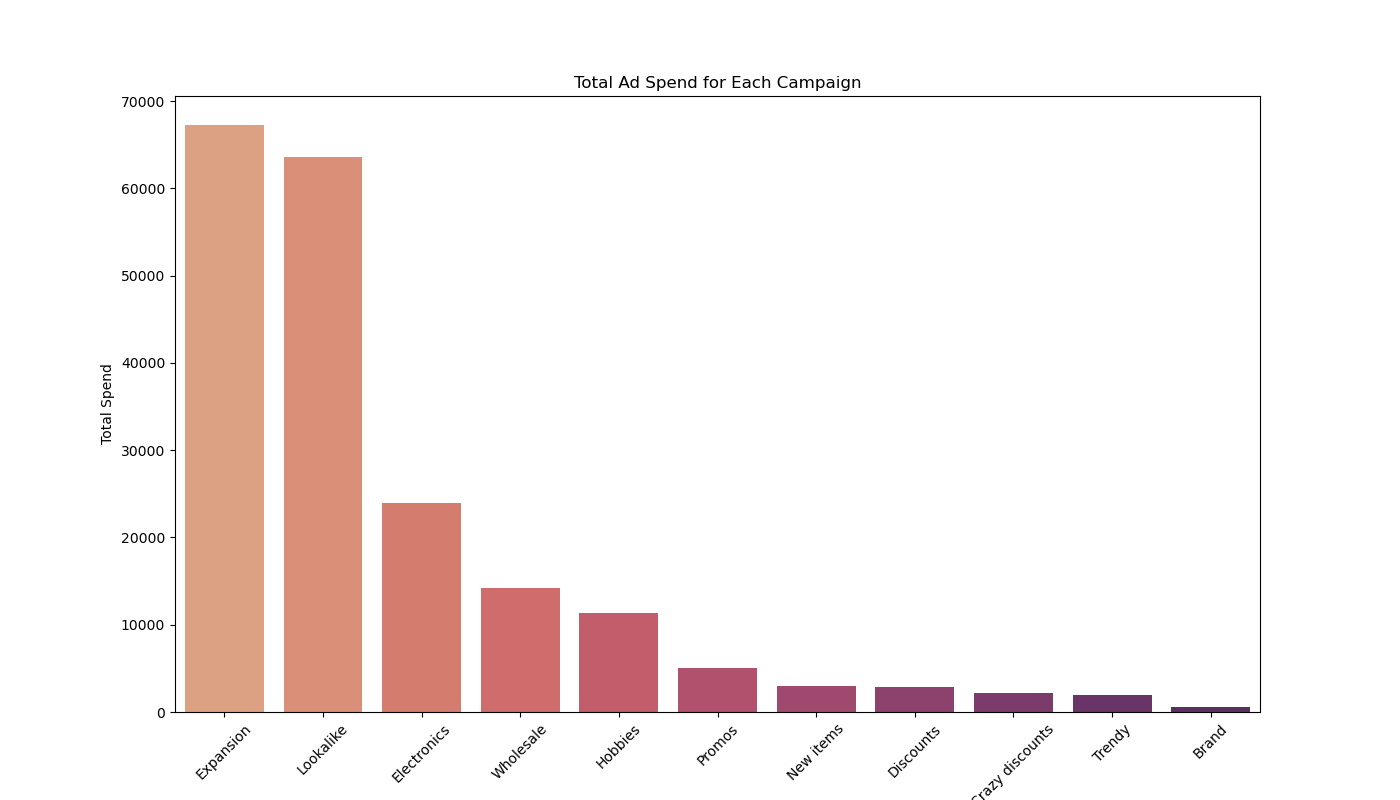 Total Ad Spend for Each Campaign
70000
60000
50000
40000
30000
20000
10000
0
Total Spend
Expansion
Lookalike
Electronics
Wholesale
Hobbies
Promos
New items
Discounts
Crazy discounts
Trendy
Brand